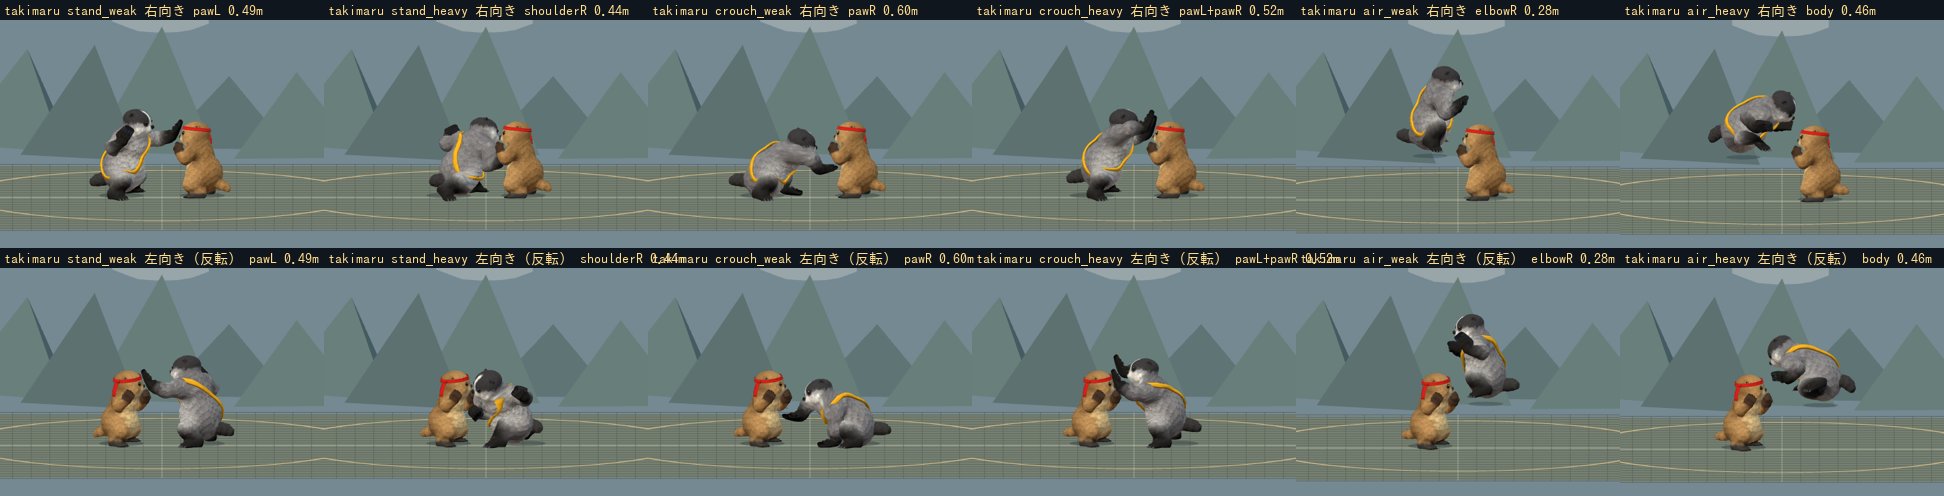 takimaru stand_weak 右向き pawL 0.49m
takimaru stand_heavy 右向き shoulderR 0.44m
takimaru crouch_weak 右向き pawR 0.60m
takimaru crouch_heavy 右向き pawL+pawR 0.52m
takimaru air_weak 右向き elbowR 0.28m
takimaru air_heavy 右向き body 0.46m
takimaru stand_weak 左向き（反転） pawL 0.49m
takimaru stand_heavy 左向き（反転） shoulderR 0.44m
takimaru crouch_weak 左向き（反転） pawR 0.60m
takimaru crouch_heavy 左向き（反転） pawL+pawR 0.52m
takimaru air_weak 左向き（反転） elbowR 0.28m
takimaru air_heavy 左向き（反転） body 0.46m